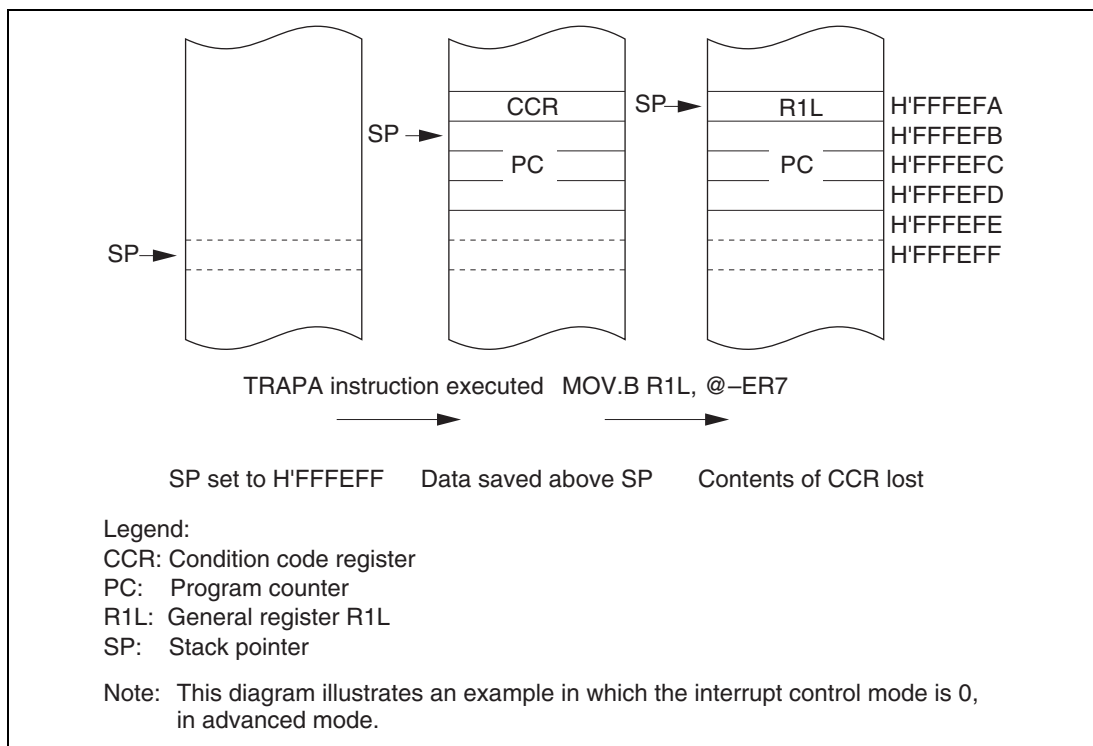 CCR
SP
R1L
H'FFFEFA
SP
H'FFFEFB
PC
PC
H'FFFEFC
H'FFFEFD
H'FFFEFE
SP
H'FFFEFF
TRAPA instruction executed
MOV.B R1L, @–ER7
SP set to H'FFFEFF
Data saved above SP
Contents of CCR lost
Legend:
CCR: Condition code register
PC: Program counter
R1L: General register R1L
SP: Stack pointer
Note: This diagram illustrates an example in which the interrupt control mode is 0,
in advanced mode.